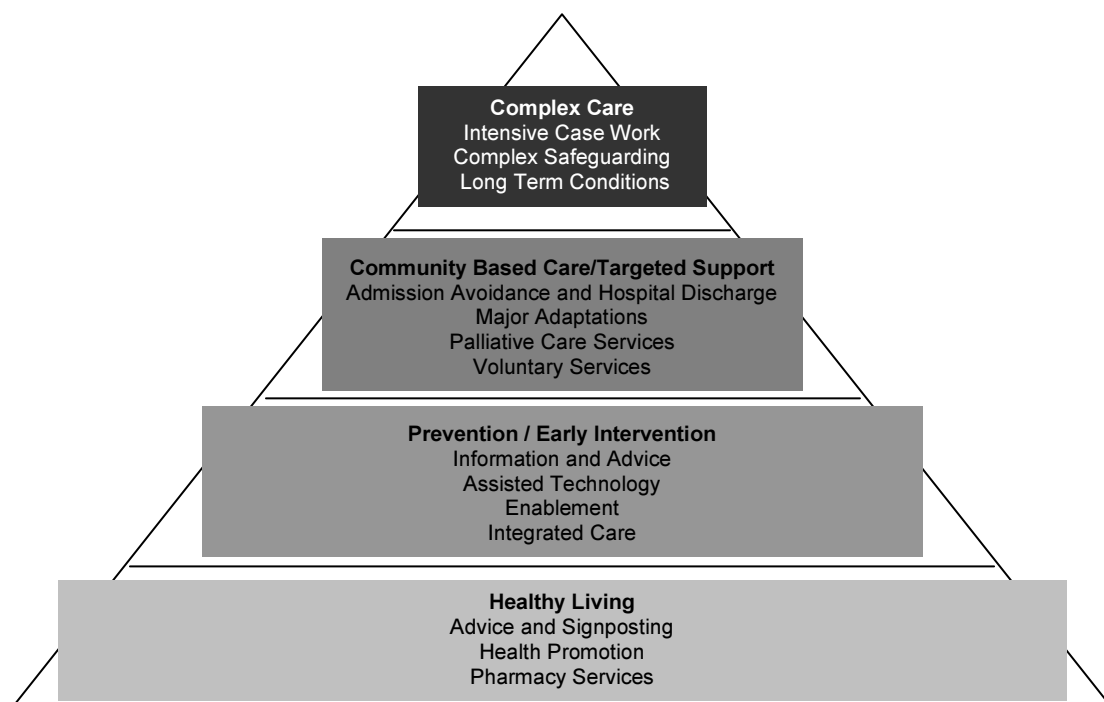 Complex Care
Intensive Case Work
Complex Safeguarding
Long Term Conditions
Community Based Care/Targeted Support
Admission Avoidance and Hospital Discharge
Major Adaptations
Palliative Care Services
Voluntary Services
Prevention / Early Intervention
Information and Advice
Assisted Technology
Enablement
Integrated Care
Healthy Living
Advice and Signposting
Health Promotion
Pharmacy Services